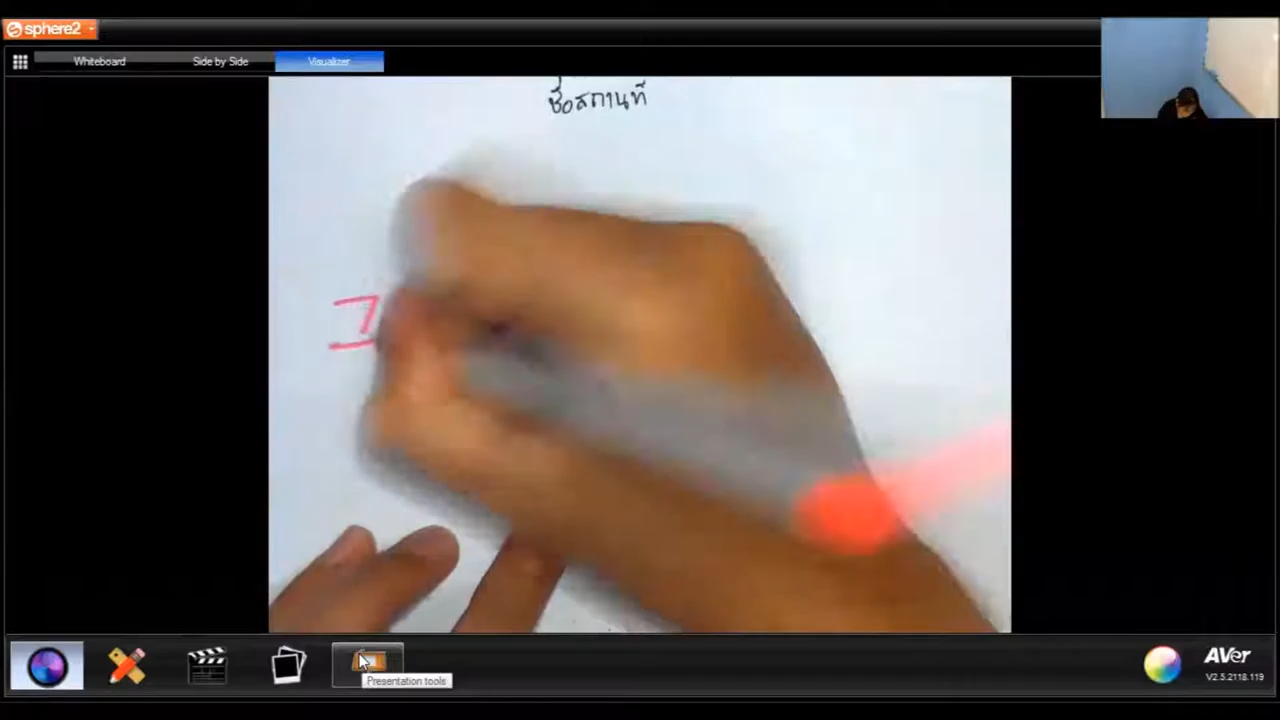 sphere2
Whiteboard Side by Side Visualizer
ชื่อสถานที่
Presentation tools
AVer
V2.5.2118.119